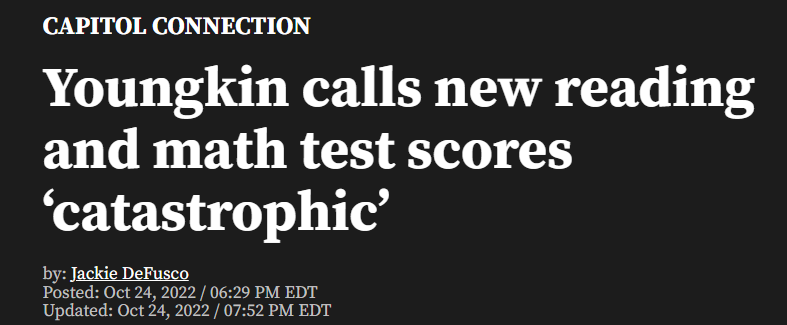 CAPITOL CONNECTION
Youngkin calls new reading
and math test scores
‘catastrophic’
by: Jackie DeFusco
Posted: Oct 24, 2022 / 06:29 PM EDT
Updated: Oct 24, 2022 / 07:52 PM EDT